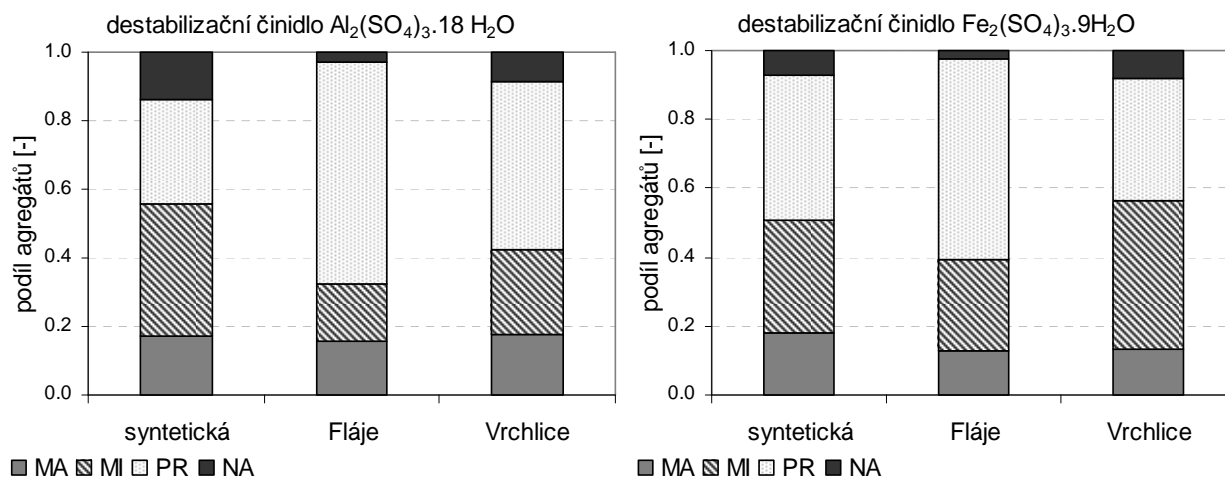 destabilizační činidlo Al₂(SO₄)₃.18 H₂O
podíl agregátů [-]
1.0
0.8
0.6
0.4
0.2
0.0
syntetická Fláje Vrchlice
MA MI PR NA
destabilizační činidlo Fe₂(SO₄)₃.9H₂O
podíl agregátů [-]
1.0
0.8
0.6
0.4
0.2
0.0
syntetická Fláje Vrchlice
MA MI PR NA